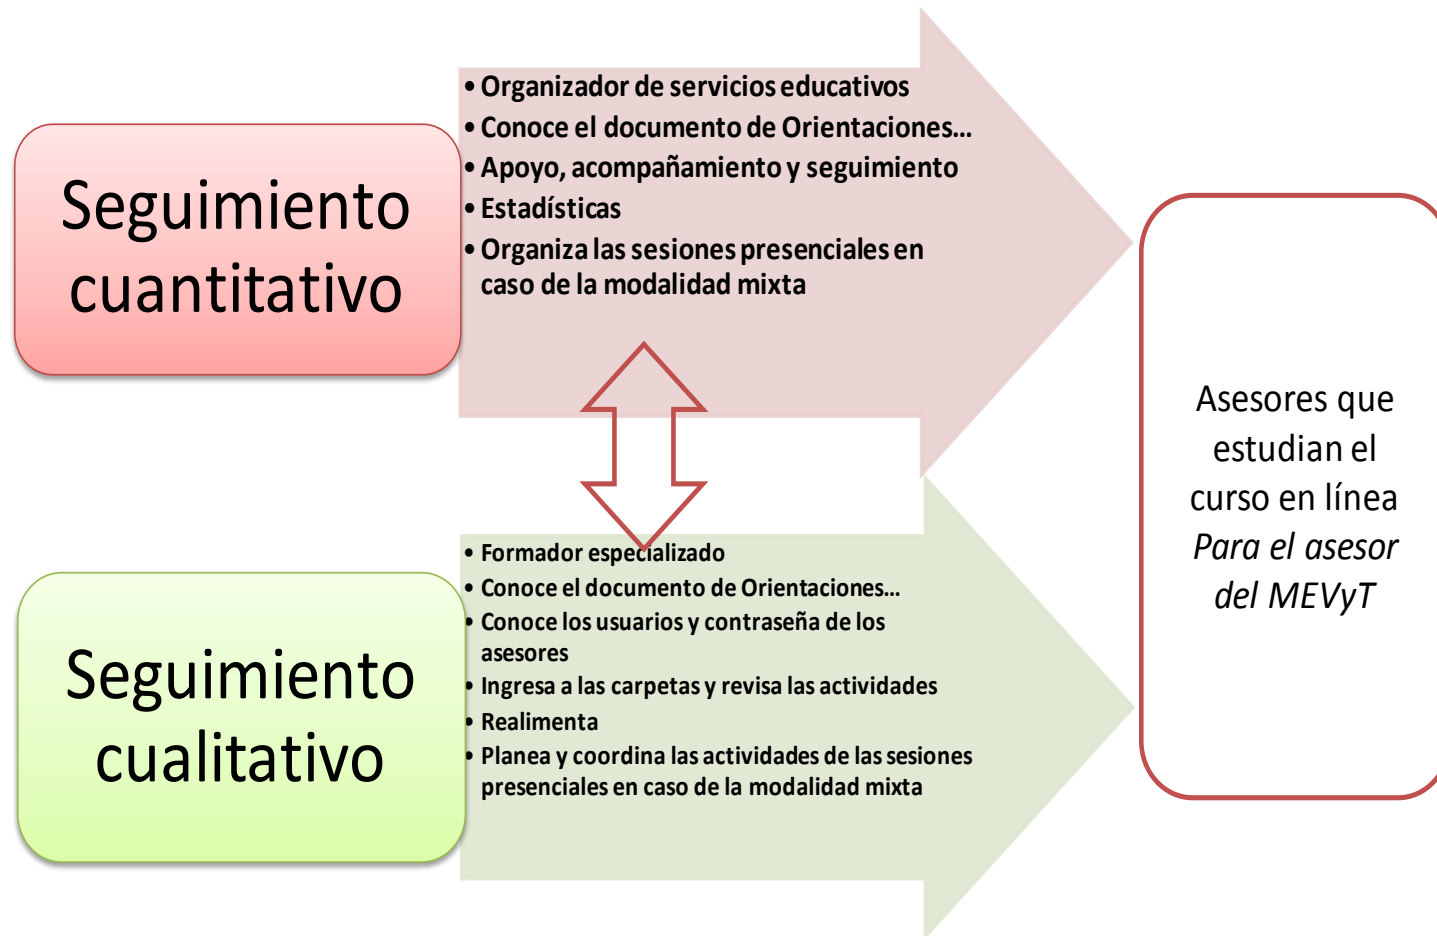 Seguimiento
cuantitativo
• Organizador de servicios educativos
• Conoce el documento de Orientaciones...
• Apoyo, acompañamiento y seguimiento
• Estadísticas
• Organiza las sesiones presenciales en
caso de la modalidad mixta
Seguimiento
cualitativo
• Formador especializado
• Conoce el documento de Orientaciones...
• Conoce los usuarios y contraseña de los
asesores
• Ingresa a las carpetas y revisa las actividades
• Realimenta
• Planea y coordina las actividades de las sesiones
presenciales en caso de la modalidad mixta
Asesores que
estudian el
curso en línea
Para el asesor
del MEVyT